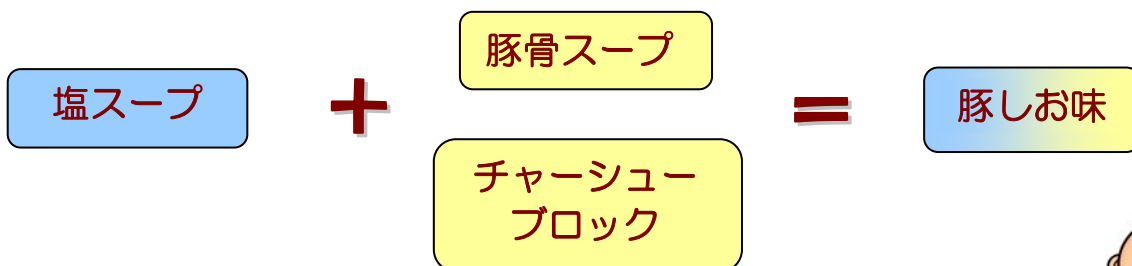 塩スープ
+
豚骨スープ
チャーシュー
ブロック
=
豚しお味